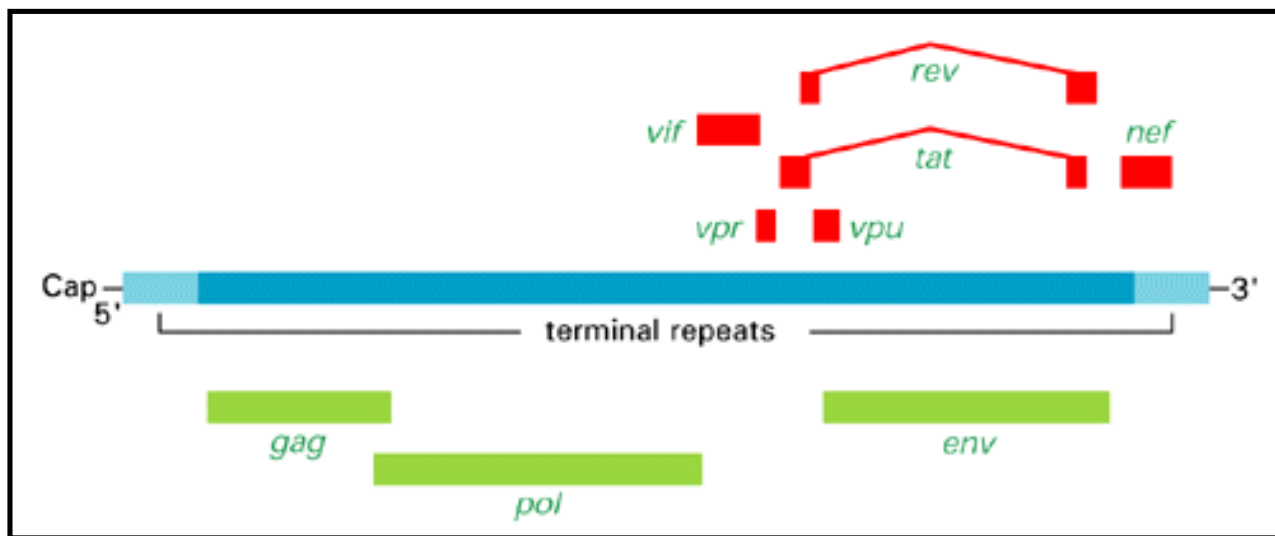 rev
vif
nef
tat
vpr
vpu
Cap
5'
3'
terminal repeats
gag
env
pol